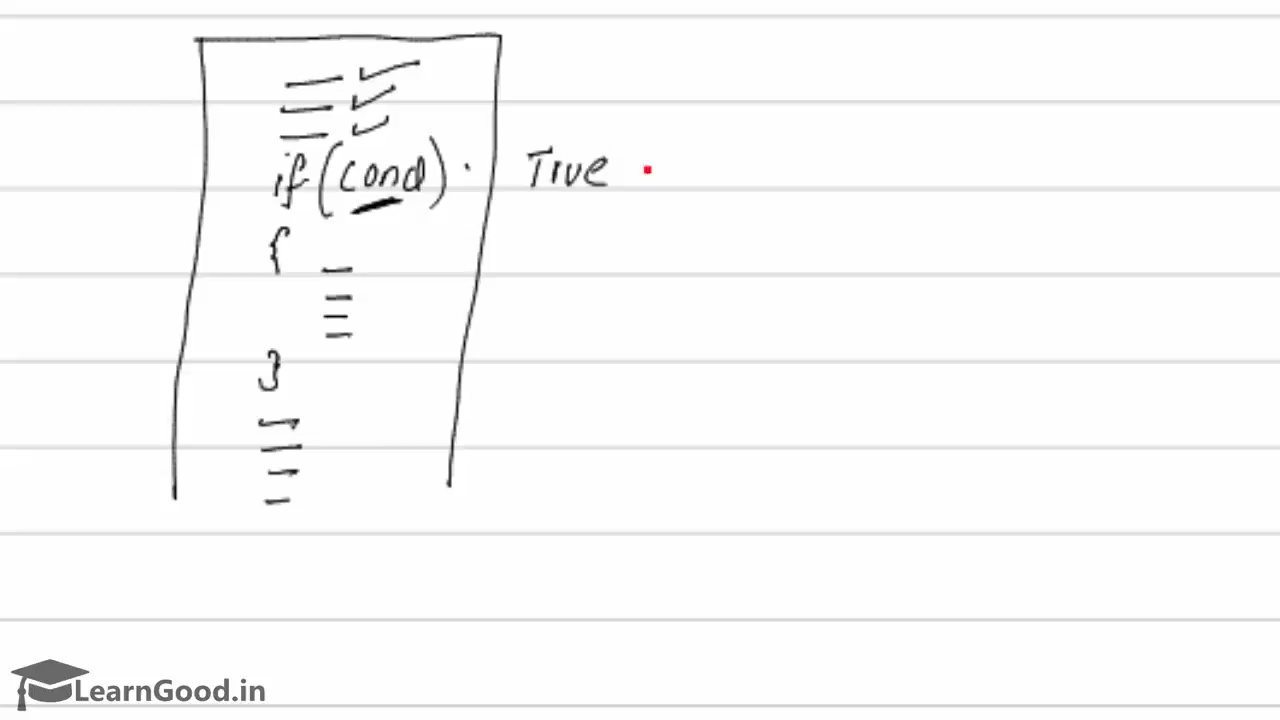 if (cond) . True
{
}
LearnGood.in